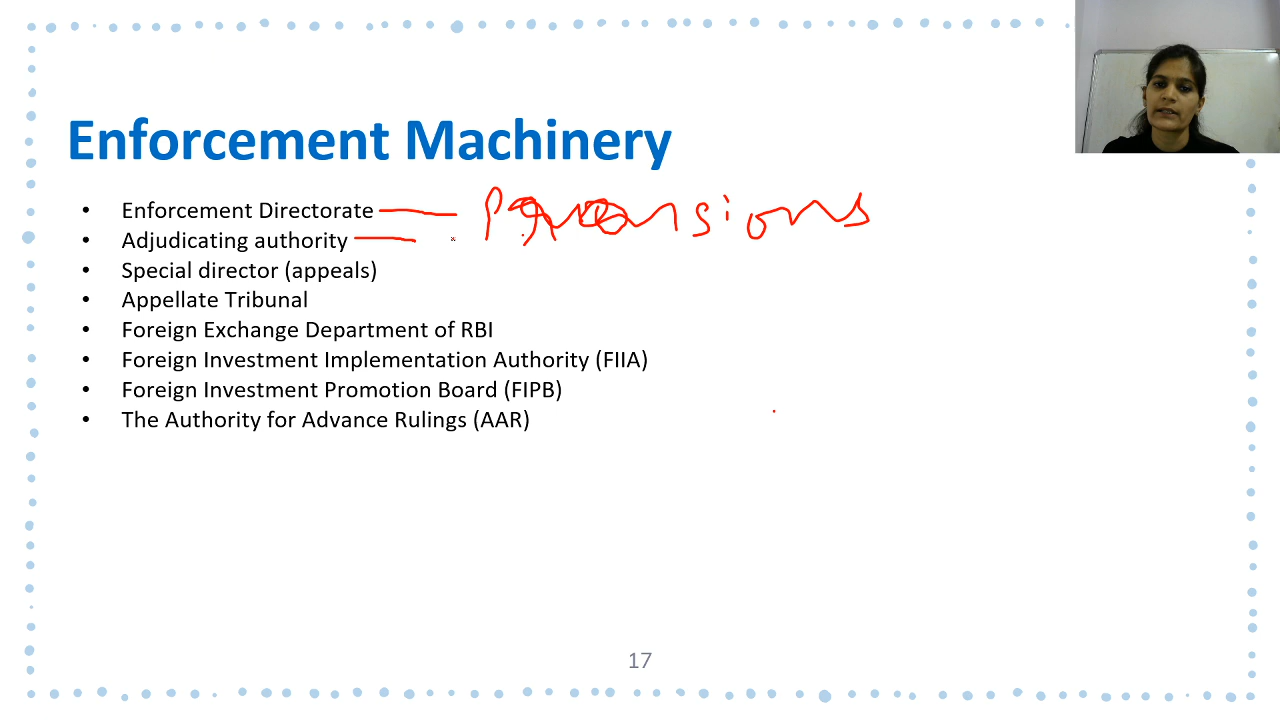 Enforcement Machinery
• Enforcement Directorate
• Adjudicating authority
• Special director (appeals)
• Appellate Tribunal
• Foreign Exchange Department of RBI
• Foreign Investment Implementation Authority (FIIA)
• Foreign Investment Promotion Board (FIPB)
• The Authority for Advance Rulings (AAR)
17